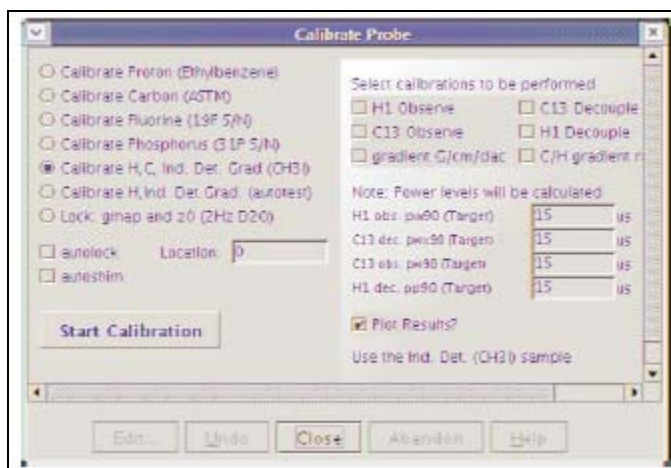 Calibrate Probe
Calibrate Proton (Ethylbenzene)
Calibrate Carbon (ASTM)
Calibrate Fluorine (19F S/N)
Calibrate Phosphorus (31P S/N)
Calibrate H,C, Ind. Det. Grad (CH3I)
Calibrate H,Ind. Det.Grad. (autotest)
Lock: gmap and z0 (2Hz D2O)
autolock Location: 0
autoshim
Start Calibration
Select calibrations to be performed
H1 Observe C13 Decouple
C13 Observe H1 Decouple
gradient G/cm/dac C/H gradient r
Note: Power levels will be calculated
H1 obs. pw90 (Target) 15 us
C13 dec. pwx90 (Target) 15 us
C13 obs. pw90 (Target) 15 us
H1 dec. pp90 (Target) 15 us
Plot Results?
Use the Ind. Det. (CH3I) sample
Edit... Undo Close Abandon Help